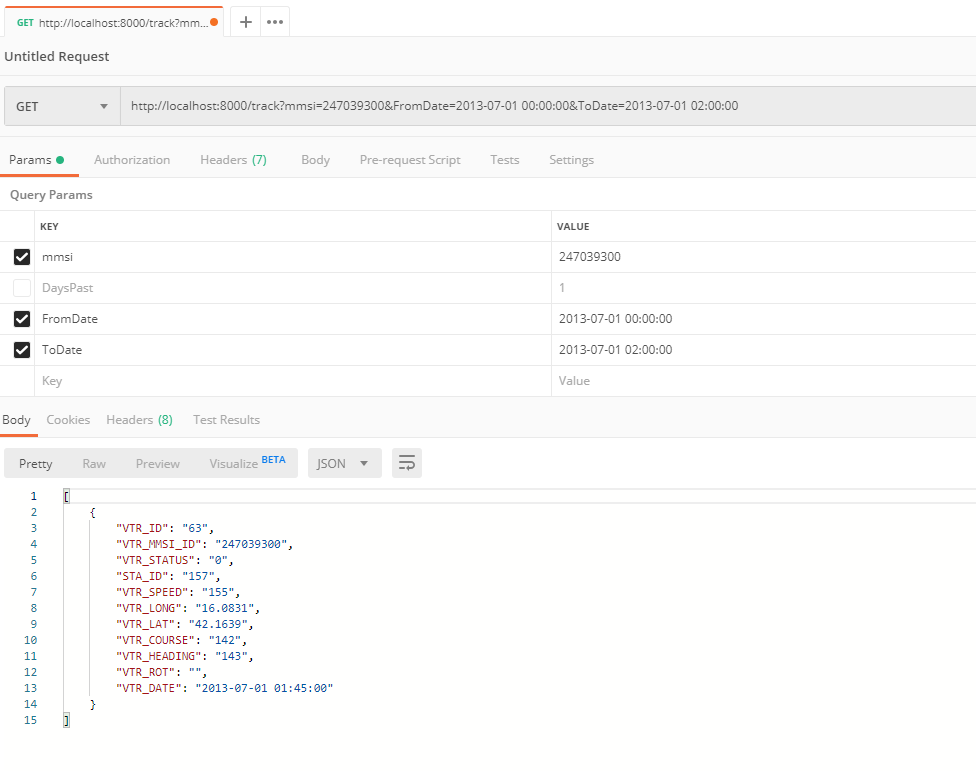 GET http://localhost:8000/track?mm... + •••
Untitled Request
GET http://localhost:8000/track?mmsi=247039300&FromDate=2013-07-01 00:00:00&ToDate=2013-07-01 02:00:00
Params Authorization Headers (7) Body Pre-request Script Tests Settings
Query Params
KEY VALUE
mmsi 247039300
DaysPast 1
FromDate 2013-07-01 00:00:00
ToDate 2013-07-01 02:00:00
Key Value
Body Cookies Headers (8) Test Results
Pretty Raw Preview Visualize BETA JSON
1 [
2 {
3 "VTR_ID": "63",
4 "VTR_MMSI_ID": "247039300",
5 "VTR_STATUS": "0",
6 "STA_ID": "157",
7 "VTR_SPEED": "155",
8 "VTR_LONG": "16.0831",
9 "VTR_LAT": "42.1639",
10 "VTR_COURSE": "142",
11 "VTR_HEADING": "143",
12 "VTR_ROT": "",
13 "VTR_DATE": "2013-07-01 01:45:00"
14 }
15 ]